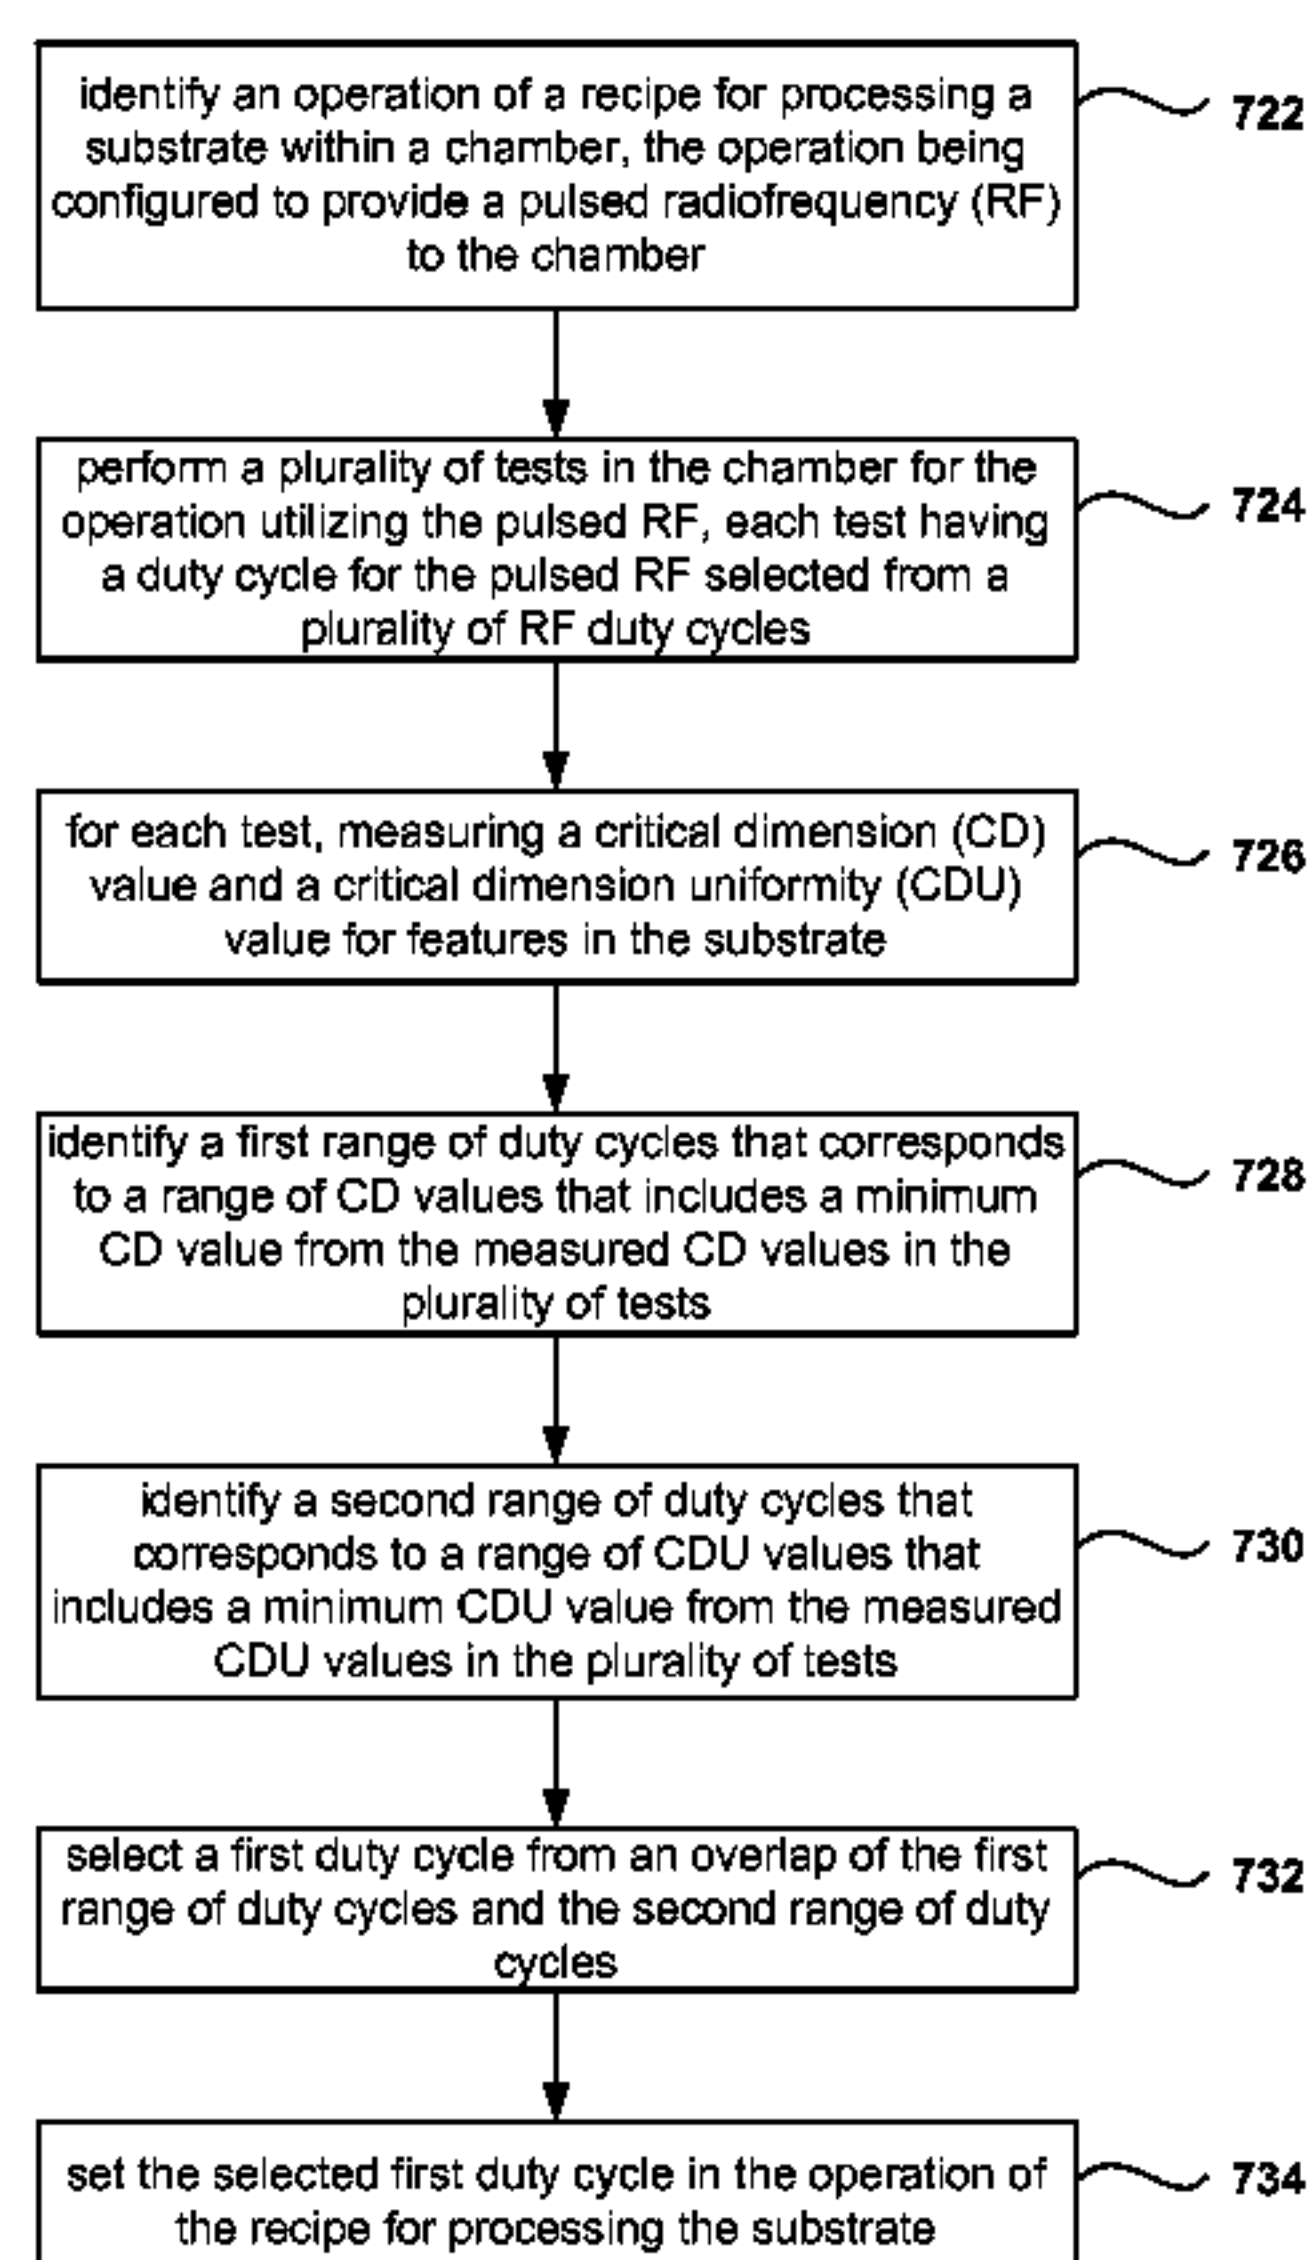 identify an operation of a recipe for processing a
substrate within a chamber, the operation being
configured to provide a pulsed radiofrequency (RF)
to the chamber
722
perform a plurality of tests in the chamber for the
operation utilizing the pulsed RF, each test having
a duty cycle for the pulsed RF selected from a
plurality of RF duty cycles
724
for each test, measuring a critical dimension (CD)
value and a critical dimension uniformity (CDU)
value for features in the substrate
726
identify a first range of duty cycles that corresponds
to a range of CD values that includes a minimum
CD value from the measured CD values in the
plurality of tests
728
identify a second range of duty cycles that
corresponds to a range of CDU values that
includes a minimum CDU value from the measured
CDU values in the plurality of tests
730
select a first duty cycle from an overlap of the first
range of duty cycles and the second range of duty
cycles
732
set the selected first duty cycle in the operation of
the recipe for processing the substrate
734